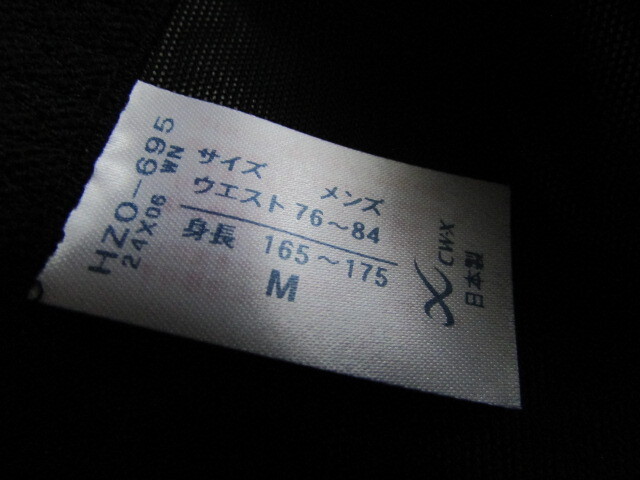 HZO-695
24X06 WN
サイズ メンズ
ウエスト 76～84
身長 165～175
M
CW-X
日本製